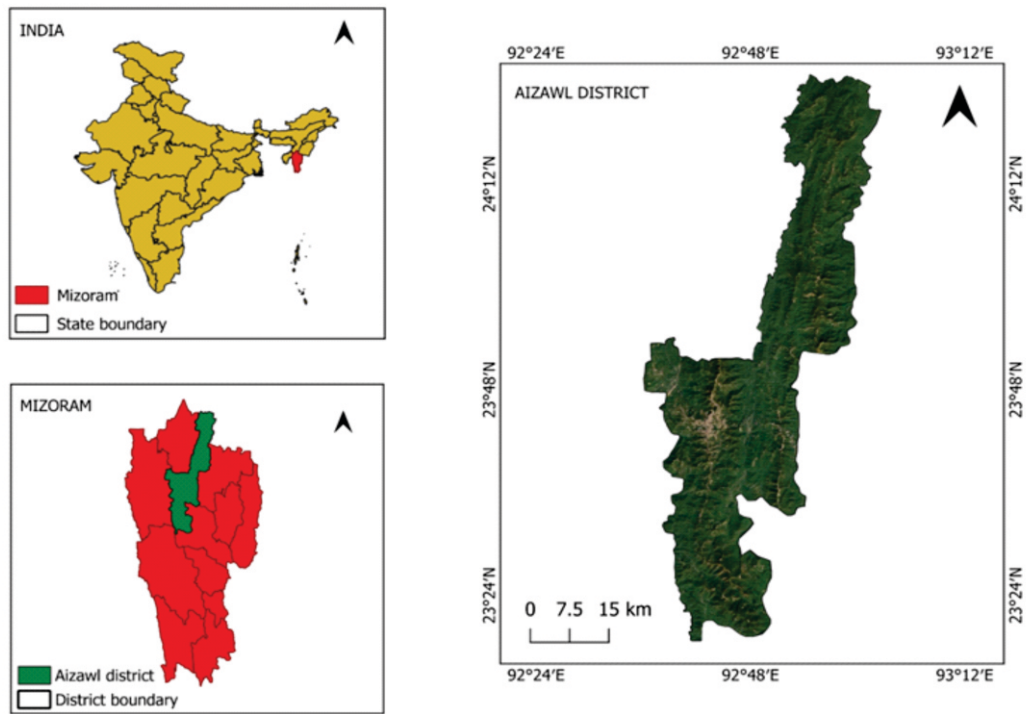 INDIA
Mizoram
State boundary
MIZORAM
Aizawl district
District boundary
92°24′E 92°48′E 93°12′E
AIZAWL DISTRICT
24°12′N 24°12′N
23°48′N 23°48′N
23°24′N 23°24′N
0 7.5 15 km
92°24′E 92°48′E 93°12′E